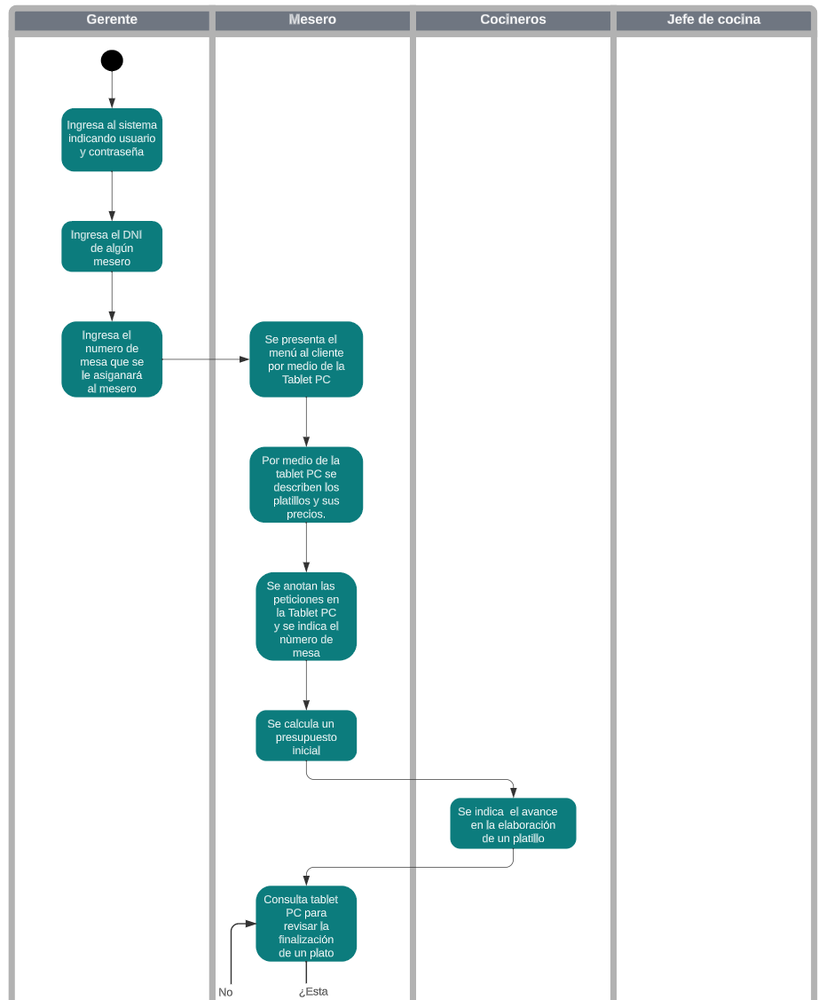 Gerente
Mesero
Cocineros
Jefe de cocina
Ingresa al sistema
indicando usuario
y contraseña
Ingresa el DNI
de algún
mesero
Ingresa el
numero de
mesa que se
le asiganará
al mesero
Se presenta el
menú al cliente
por medio de la
Tablet PC
Por medio de la
tablet PC se
describen los
platillos y sus
precios.
Se anotan las
peticiones en
la Tablet PC
y se indica el
nùmero de
mesa
Se calcula un
presupuesto
inicial
Se indica  el avance
en la elaboración
de un platillo
Consulta tablet
PC para
revisar la
finalización
de un plato
No
¿Esta